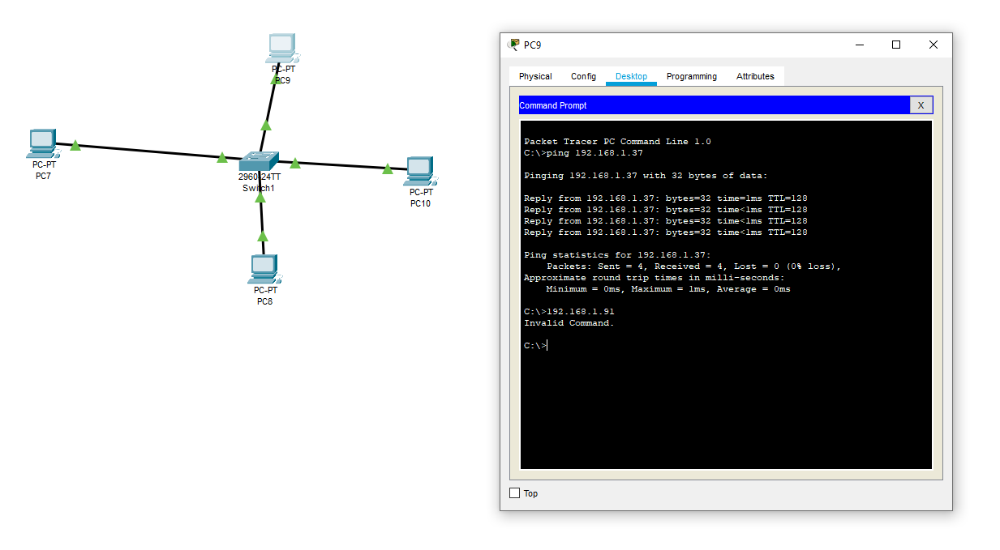 PC-PT
PC9
PC-PT
PC7
2960-24TT
Switch1
PC-PT
PC10
PC-PT
PC8
PC9
Physical Config Desktop Programming Attributes
Command Prompt X
Packet Tracer PC Command Line 1.0
C:\>ping 192.168.1.37
Pinging 192.168.1.37 with 32 bytes of data:
Reply from 192.168.1.37: bytes=32 time=1ms TTL=128
Reply from 192.168.1.37: bytes=32 time<1ms TTL=128
Reply from 192.168.1.37: bytes=32 time<1ms TTL=128
Reply from 192.168.1.37: bytes=32 time<1ms TTL=128
Ping statistics for 192.168.1.37:
Packets: Sent = 4, Received = 4, Lost = 0 (0% loss),
Approximate round trip times in milli-seconds:
Minimum = 0ms, Maximum = 1ms, Average = 0ms
C:\>192.168.1.91
Invalid Command.
C:\>
Top